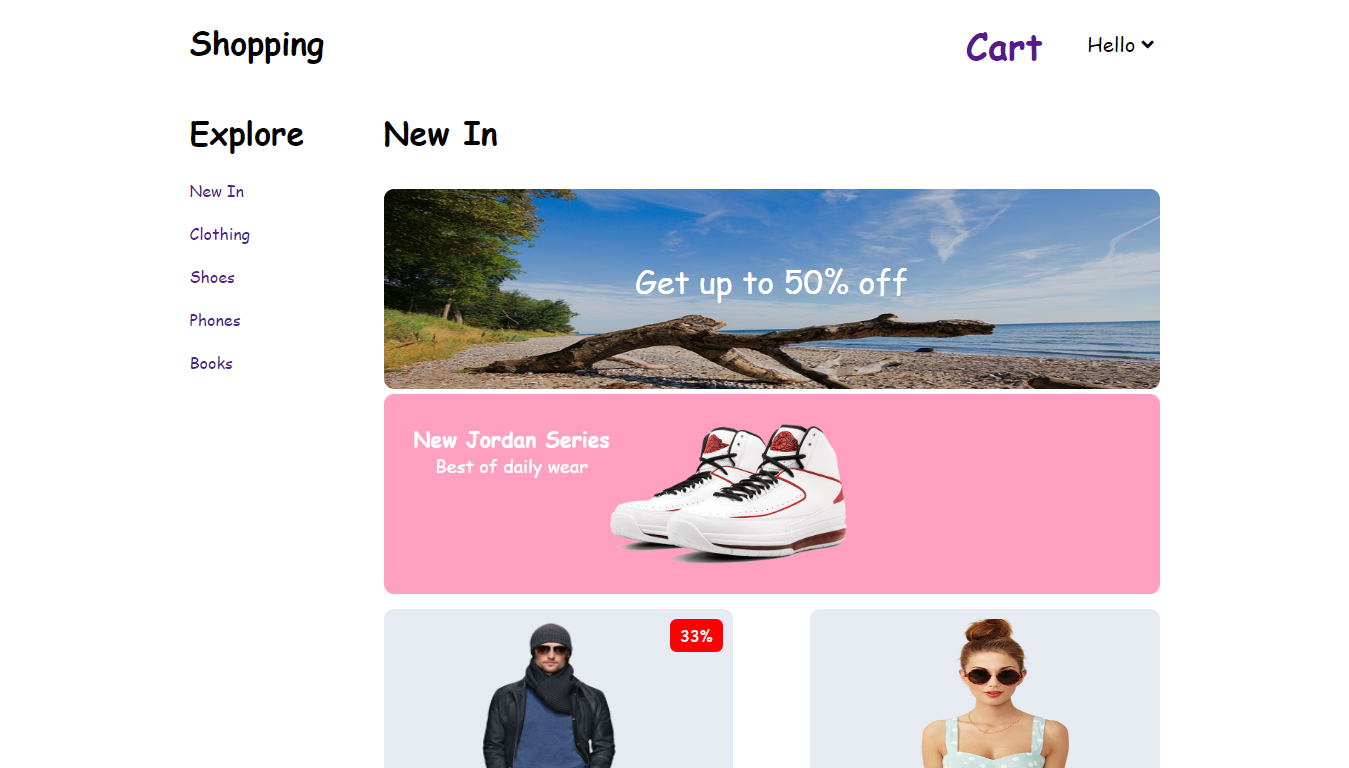 Shopping
Cart
Hello
Explore
New In
Clothing
Shoes
Phones
Books
New In
Get up to 50% off
New Jordan Series
Best of daily wear
33%